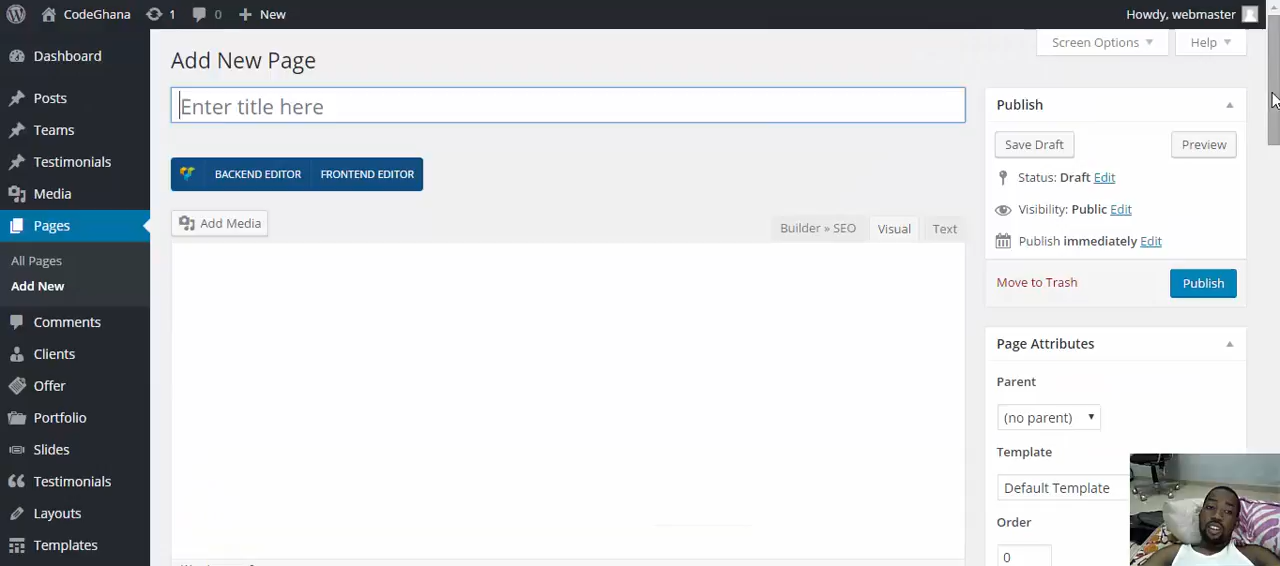 CodeGhana
1
0
New
Howdy, webmaster
Dashboard
Posts
Teams
Testimonials
Media
Pages
All Pages
Add New
Comments
Clients
Offer
Portfolio
Slides
Testimonials
Layouts
Templates
Screen Options
Help
Add New Page
Enter title here
BACKEND EDITOR
FRONTEND EDITOR
Add Media
Builder » SEO
Visual
Text
Publish
Save Draft
Preview
Status: Draft Edit
Visibility: Public Edit
Publish immediately Edit
Move to Trash
Publish
Page Attributes
Parent
(no parent)
Template
Default Template
Order
0